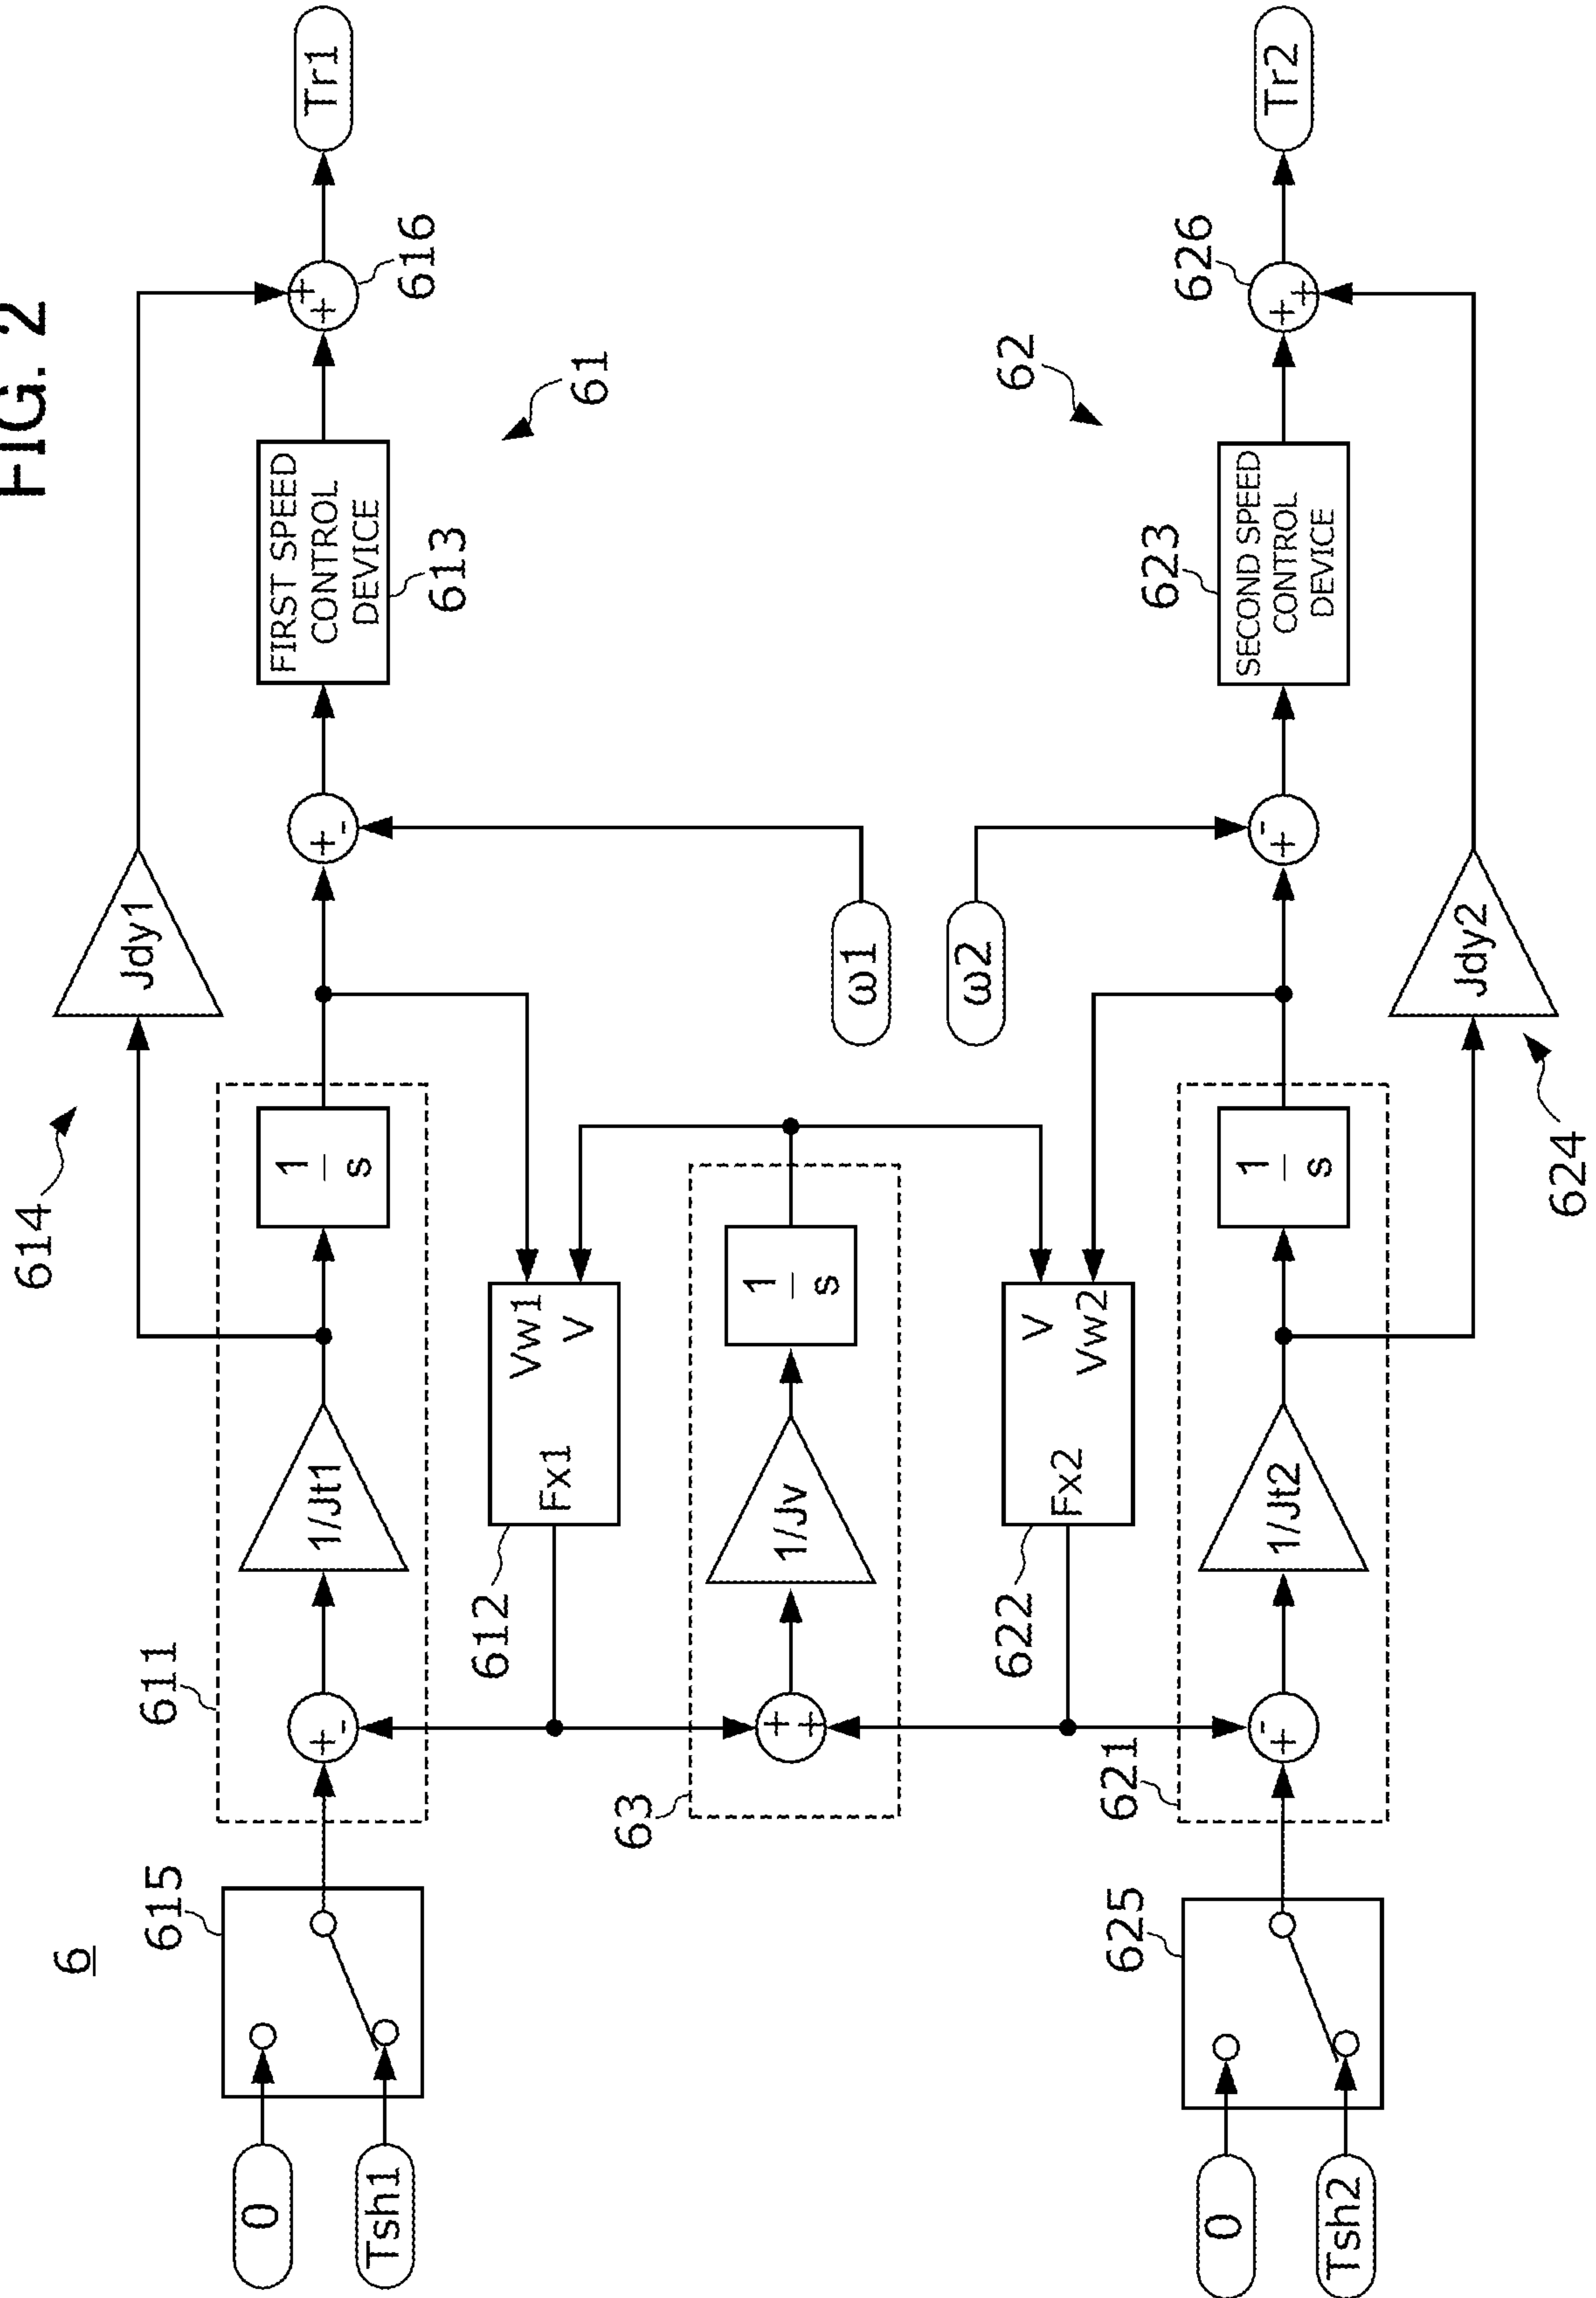 FIG. 2
6
614
Jdy1
615
611
0
Tsh1
+
-
1/Jt1
1
s
+
-
FIRST SPEED
CONTROL
DEVICE
613
+
+
616
Tr1
61
612
Fx1
Vw1
V
ω1
63
+
+
1/Jv
1
s
622
Fx2
V
Vw2
ω2
62
625
621
0
Tsh2
+
-
1/Jt2
1
s
+
-
623
SECOND SPEED
CONTROL
DEVICE
626
+
+
Tr2
624
Jdy2